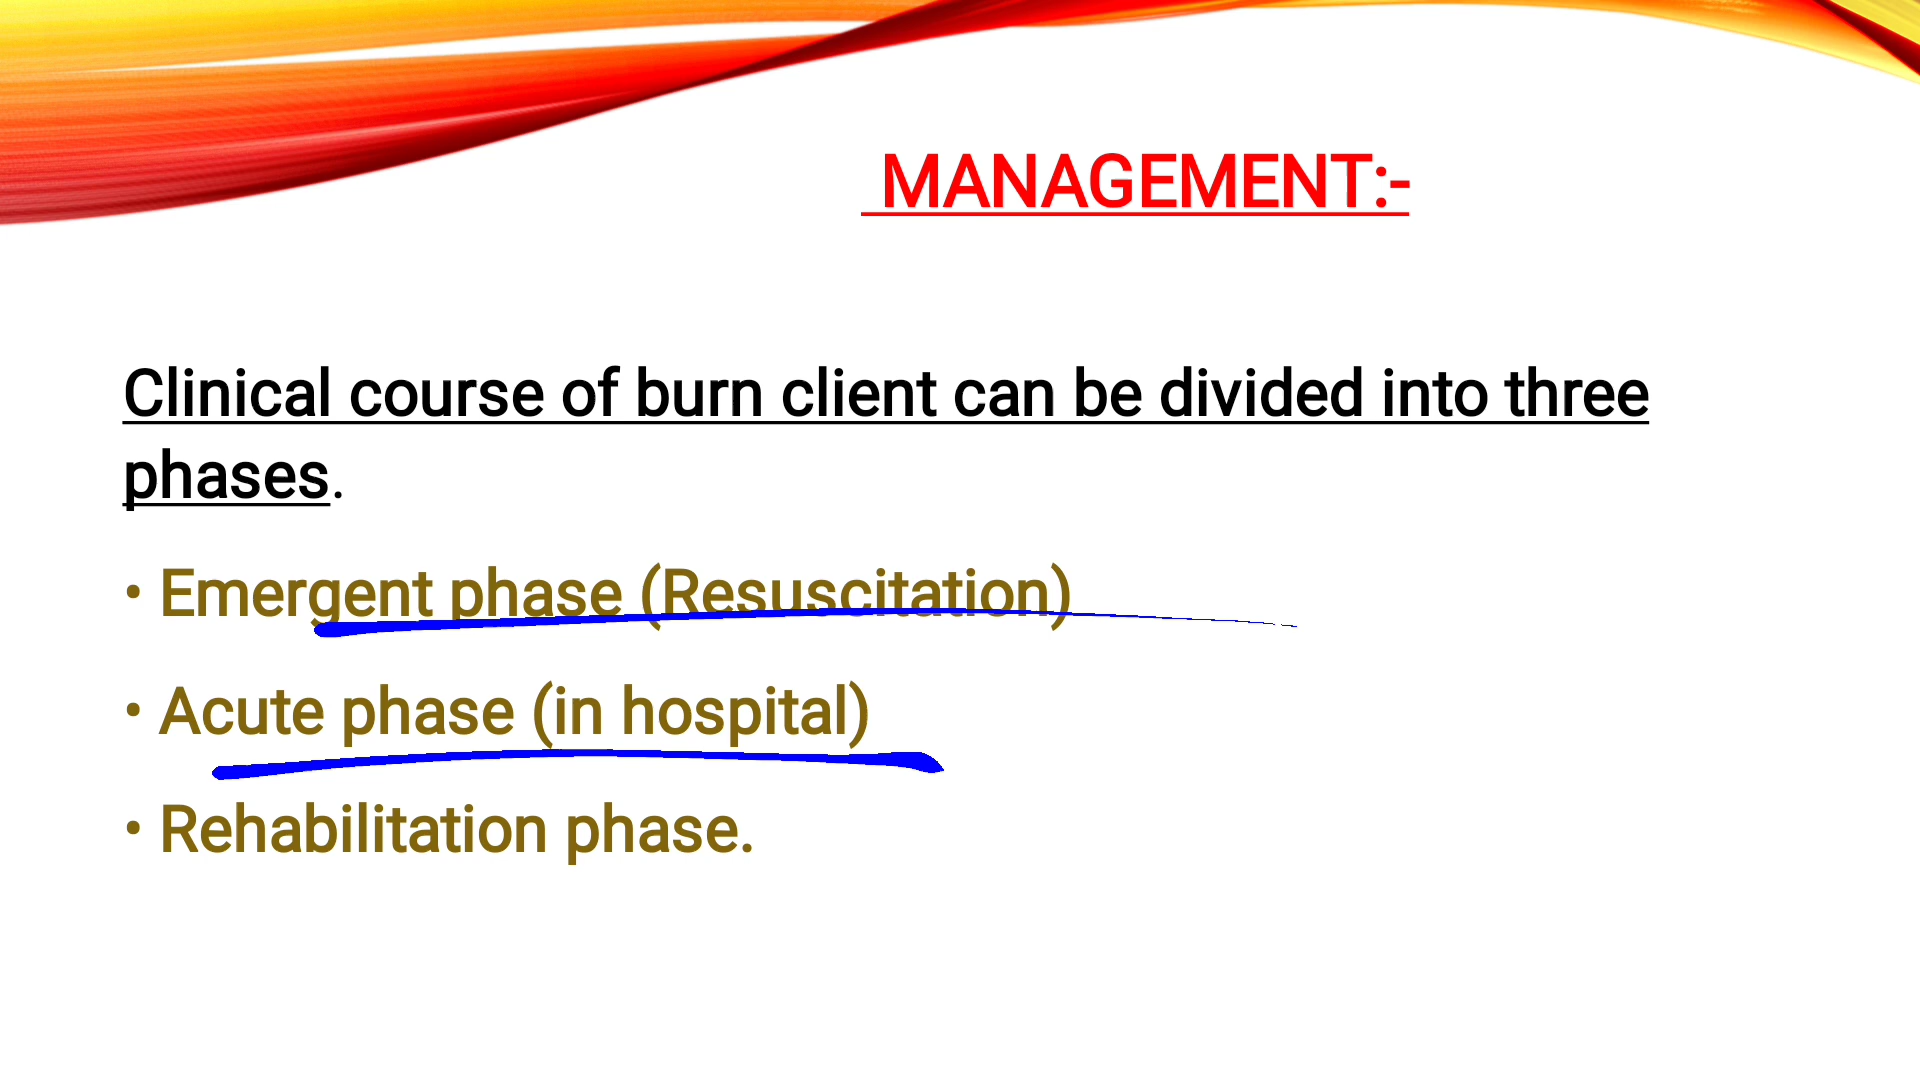 MANAGEMENT:-
Clinical course of burn client can be divided into three
phases.
• Emergent phase (Resuscitation)
• Acute phase (in hospital)
• Rehabilitation phase.